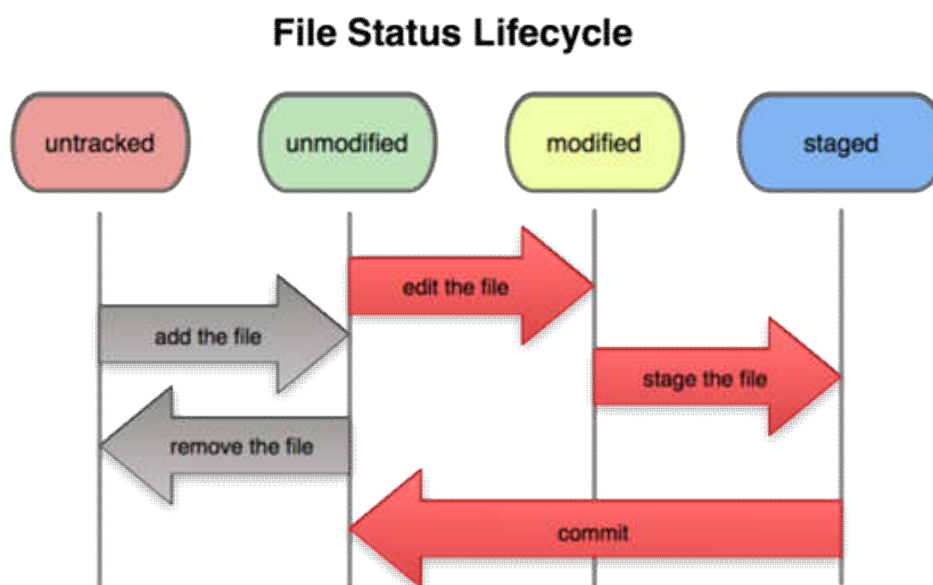 File Status Lifecycle
untracked
unmodified
modified
staged
edit the file
add the file
stage the file
remove the file
commit